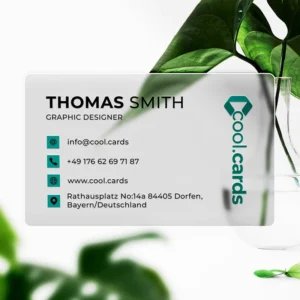 THOMAS SMITH
GRAPHIC DESIGNER
info@cool.cards
+49 176 62 69 71 87
www.cool.cards
Rathausplatz No:14a 84405 Dorfen,
Bayern/Deutschland
cool.cards